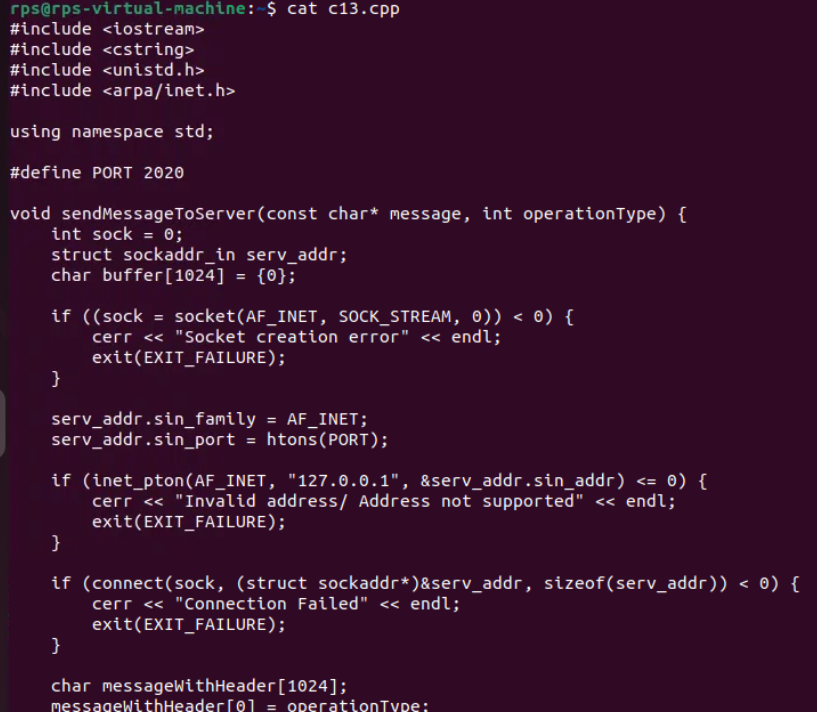 rps@rps-virtual-machine:~$ cat c13.cpp
#include <iostream>
#include <cstring>
#include <unistd.h>
#include <arpa/inet.h>

using namespace std;

#define PORT 2020

void sendMessageToServer(const char* message, int operationType) {
    int sock = 0;
    struct sockaddr_in serv_addr;
    char buffer[1024] = {0};

    if ((sock = socket(AF_INET, SOCK_STREAM, 0)) < 0) {
        cerr << "Socket creation error" << endl;
        exit(EXIT_FAILURE);
    }

    serv_addr.sin_family = AF_INET;
    serv_addr.sin_port = htons(PORT);

    if (inet_pton(AF_INET, "127.0.0.1", &serv_addr.sin_addr) <= 0) {
        cerr << "Invalid address/ Address not supported" << endl;
        exit(EXIT_FAILURE);
    }

    if (connect(sock, (struct sockaddr*)&serv_addr, sizeof(serv_addr)) < 0) {
        cerr << "Connection Failed" << endl;
        exit(EXIT_FAILURE);
    }

    char messageWithHeader[1024];
    messageWithHeader[0] = operationType;